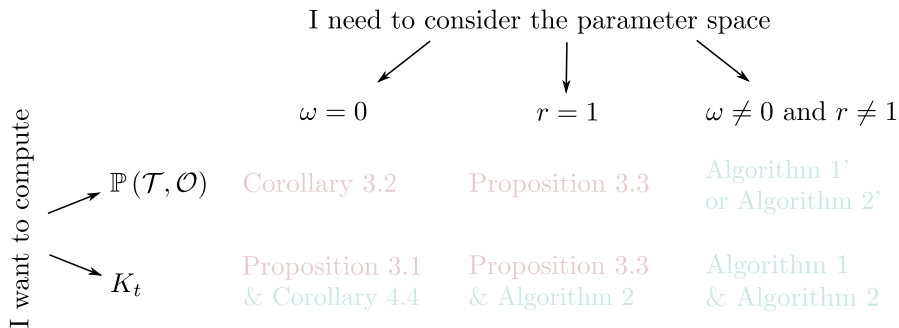 I need to consider the parameter space
ω = 0
r = 1
ω ≠ 0 and r ≠ 1
I want to compute
ℙ (𝒯, 𝒪)
Corollary 3.2
Proposition 3.3
Algorithm 1’
or Algorithm 2’
K_t
Proposition 3.1
& Corollary 4.4
Proposition 3.3
& Algorithm 2
Algorithm 1
& Algorithm 2